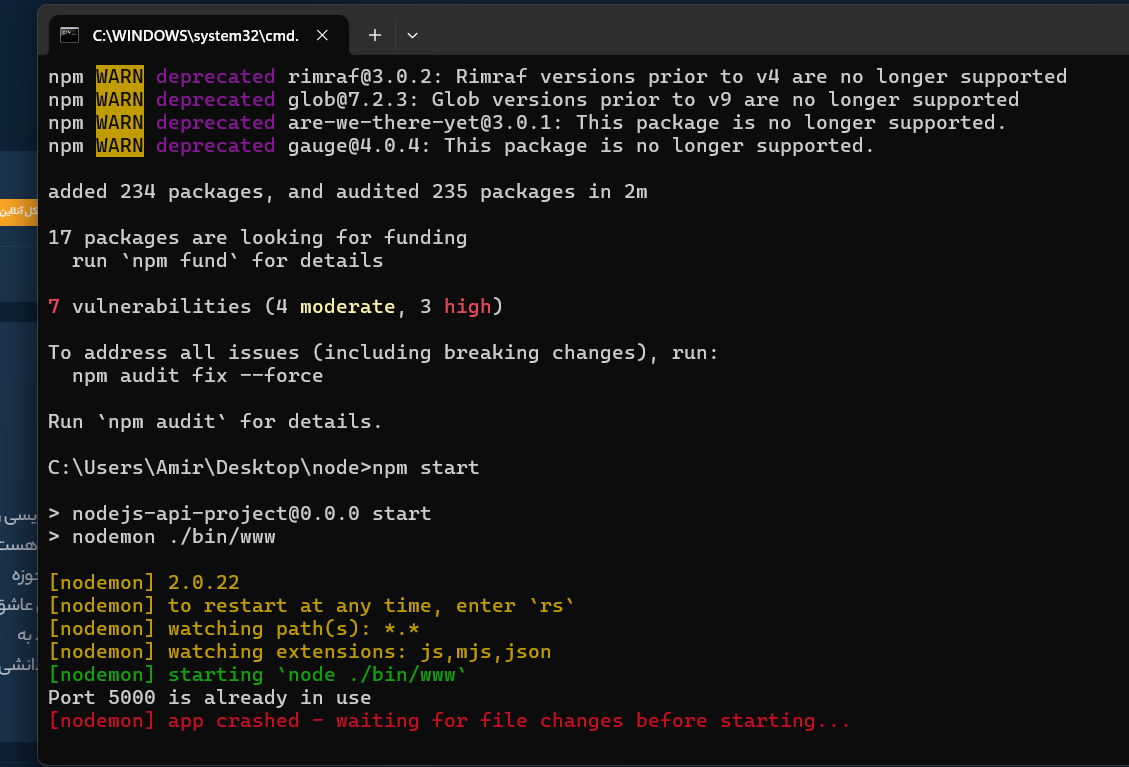 C:\WINDOWS\system32\cmd.
npm WARN deprecated rimraf@3.0.2: Rimraf versions prior to v4 are no longer supported
npm WARN deprecated glob@7.2.3: Glob versions prior to v9 are no longer supported
npm WARN deprecated are-we-there-yet@3.0.1: This package is no longer supported.
npm WARN deprecated gauge@4.0.4: This package is no longer supported.
added 234 packages, and audited 235 packages in 2m
17 packages are looking for funding
run `npm fund` for details
7 vulnerabilities (4 moderate, 3 high)
To address all issues (including breaking changes), run:
npm audit fix --force
Run `npm audit` for details.
C:\Users\Amir\Desktop\node>npm start
> nodejs-api-project@0.0.0 start
> nodemon ./bin/www
[nodemon] 2.0.22
[nodemon] to restart at any time, enter `rs`
[nodemon] watching path(s): *.*
[nodemon] watching extensions: js,mjs,json
[nodemon] starting `node ./bin/www`
Port 5000 is already in use
[nodemon] app crashed - waiting for file changes before starting...
آنلاین
هست
عاشق
به